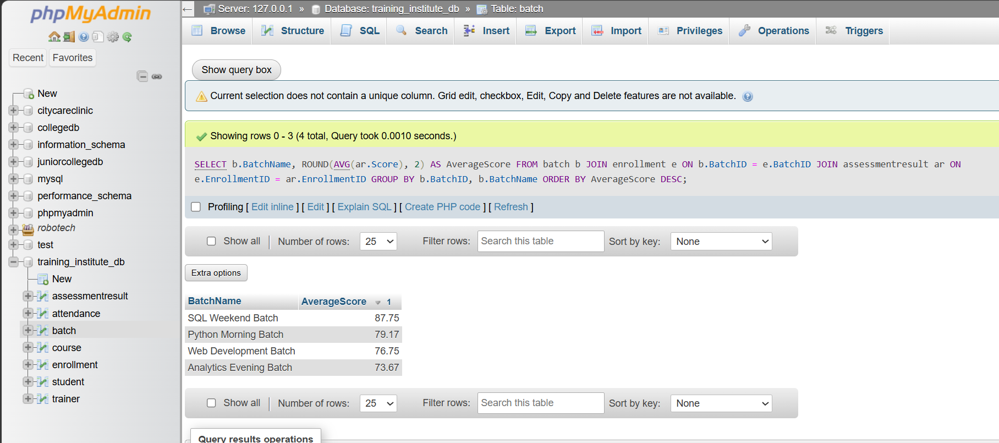 phpMyAdmin
Recent Favorites
New
citycareclinic
collegedb
information_schema
juniorcollegedb
mysql
performance_schema
phpmyadmin
robotech
test
training_institute_db
New
assessmentresult
attendance
batch
course
enrollment
student
trainer
← Server: 127.0.0.1 » Database: training_institute_db » Table: batch
Browse Structure SQL Search Insert Export Import Privileges Operations Triggers
Show query box
Current selection does not contain a unique column. Grid edit, checkbox, Edit, Copy and Delete features are not available.
Showing rows 0 - 3 (4 total, Query took 0.0010 seconds.)
SELECT b.BatchName, ROUND(AVG(ar.Score), 2) AS AverageScore FROM batch b JOIN enrollment e ON b.BatchID = e.BatchID JOIN assessmentresult ar ON
e.EnrollmentID = ar.EnrollmentID GROUP BY b.BatchID, b.BatchName ORDER BY AverageScore DESC;
Profiling [ Edit inline ] [ Edit ] [ Explain SQL ] [ Create PHP code ] [ Refresh ]
Show all | Number of rows: 25 Filter rows: Search this table Sort by key: None
Extra options
BatchName AverageScore 1
SQL Weekend Batch 87.75
Python Morning Batch 79.17
Web Development Batch 76.75
Analytics Evening Batch 73.67
Show all | Number of rows: 25 Filter rows: Search this table Sort by key: None
Query results operations